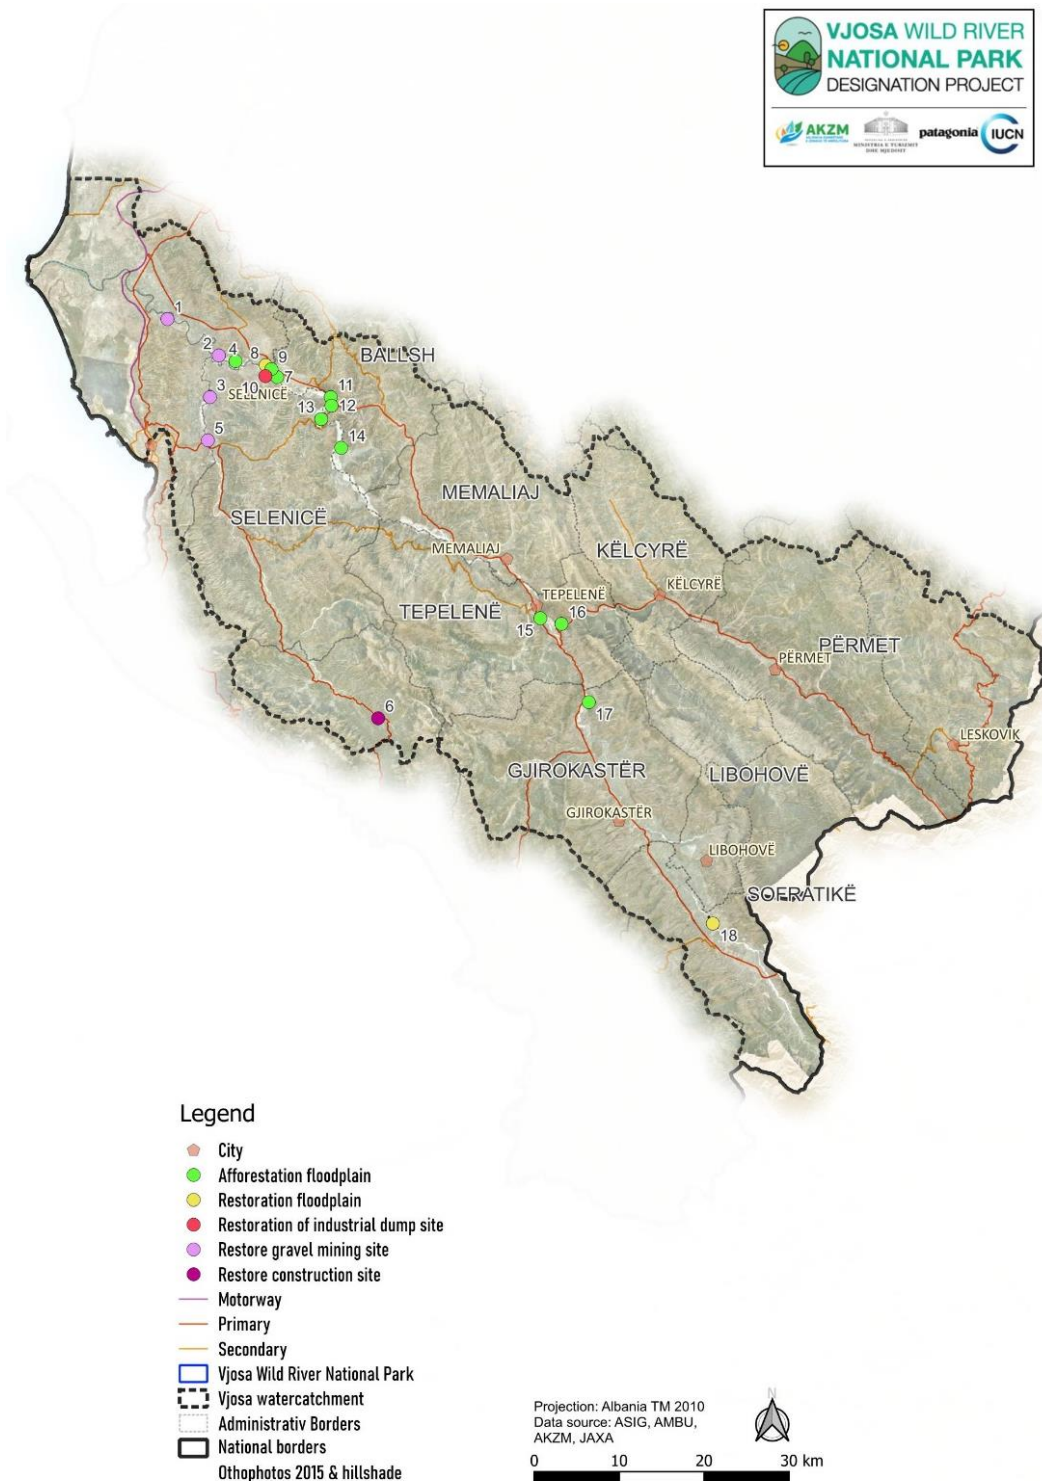 VJOSA WILD RIVER
NATIONAL PARK
DESIGNATION PROJECT
AKZM
MINISTRIA E TURIZMIT
DHE MJEDISIT
patagonia
IUCN
1
2
4
8
9
3
10
7
SELENICË
BALLSH
11
12
13
5
14
SELENICË
MEMALIAJ
MEMALIAJ
KËLCYRË
KËLCYRË
TEPELENË
TEPELENË
15
16
PËRMET
PËRMET
6
17
LESKOVIK
GJIROKASTËR
LIBOHOVË
GJIROKASTËR
LIBOHOVË
SOFRATIKË
18
Legend
City
Afforestation floodplain
Restoration floodplain
Restoration of industrial dump site
Restore gravel mining site
Restore construction site
Motorway
Primary
Secondary
Vjosa Wild River National Park
Vjosa watercatchment
Administrativ Borders
National borders
Othophotos 2015 & hillshade
Projection: Albania TM 2010
Data source: ASIG, AMBU,
AKZM, JAXA
N
0 10 20 30 km